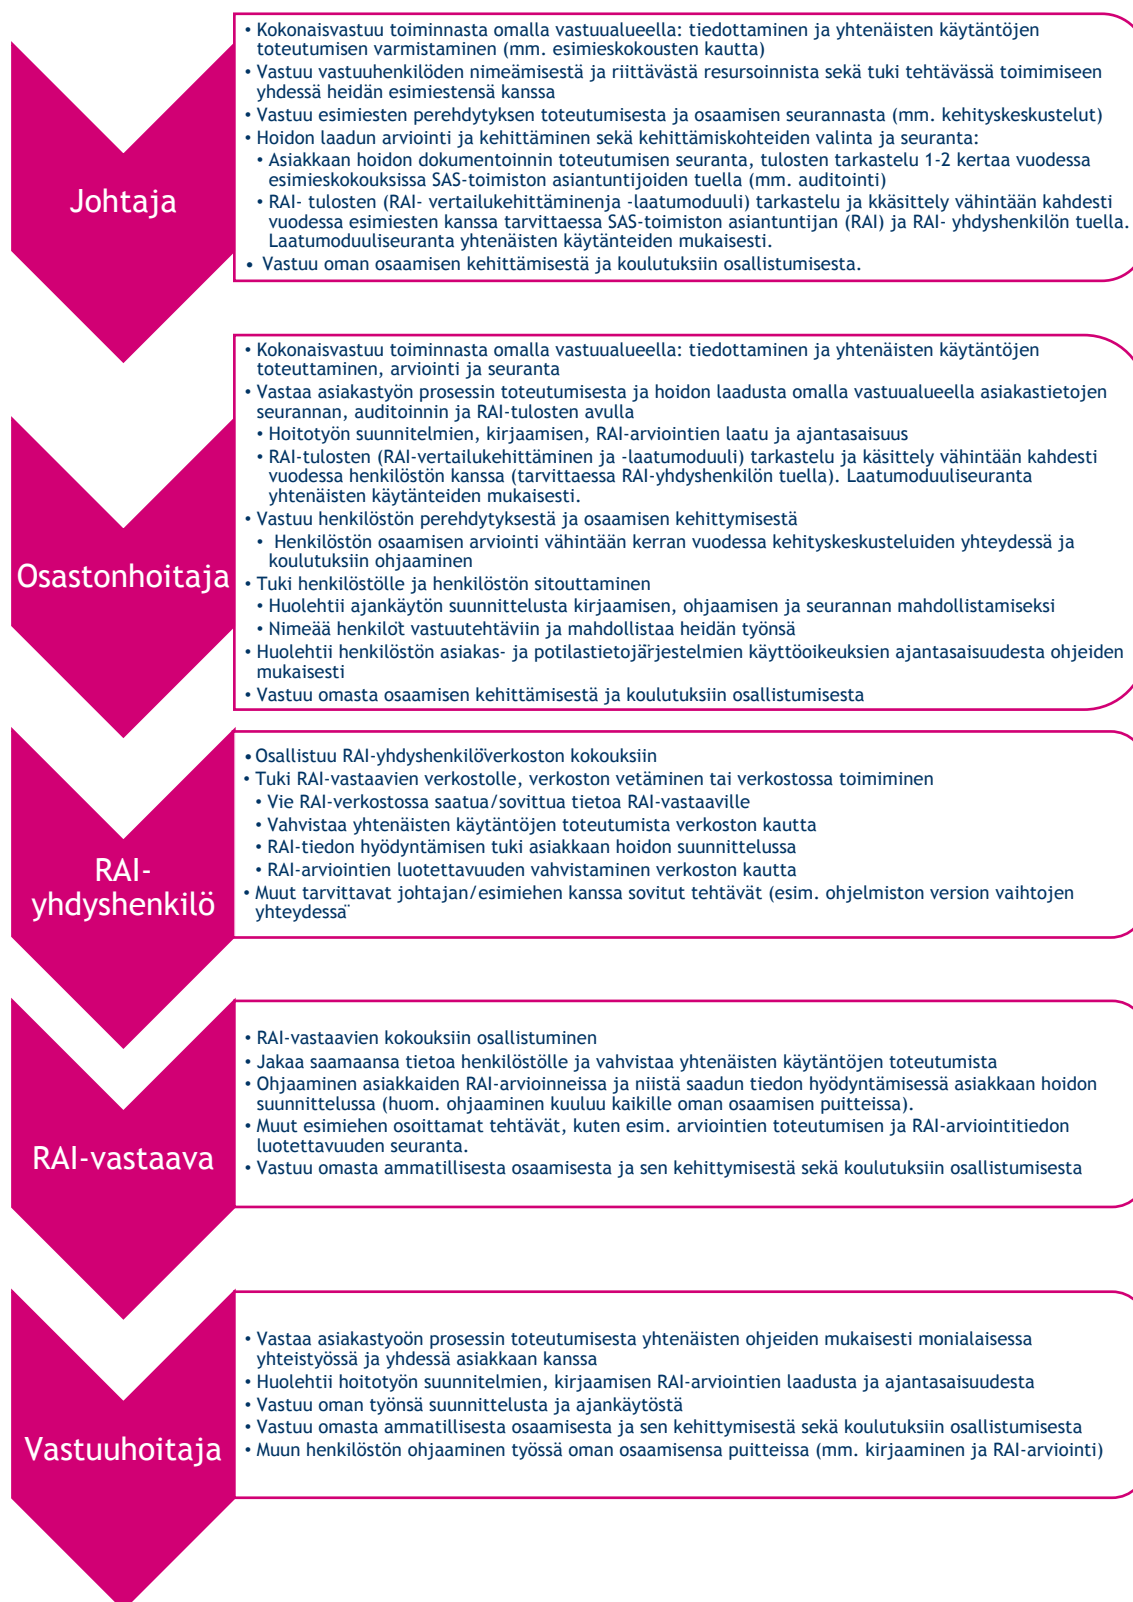 Johtaja
• Kokonaisvastuu toiminnasta omalla vastuualueella: tiedottaminen ja yhtenäisten käytäntöjen
toteutumisen varmistaminen (mm. esimieskokousten kautta)
• Vastuu vastuuhenkilöden nimeämisestä ja riittävästä resursoinnista sekä tuki tehtävässä toimimiseen
yhdessä heidän esimiestensä kanssa
• Vastuu esimiesten perehdytyksen toteutumisesta ja osaamisen seurannasta (mm. kehityskeskustelut)
• Hoidon laadun arviointi ja kehittäminen sekä kehittämiskohteiden valinta ja seuranta:
• Asiakkaan hoidon dokumentoinnin toteutumisen seuranta, tulosten tarkastelu 1-2 kertaa vuodessa
esimieskokouksissa SAS-toimiston asiantuntijoiden tuella (mm. auditointi)
• RAI- tulosten (RAI- vertailukehittäminenja -laatumoduuli) tarkastelu ja kkäsittely vähintään kahdesti
vuodessa esimiesten kanssa tarvittaessa SAS-toimiston asiantuntijan (RAI) ja RAI- yhdyshenkilön tuella.
Laatumoduuliseuranta yhtenäisten käytänteiden mukaisesti.
• Vastuu oman osaamisen kehittämisestä ja koulutuksiin osallistumisesta.
Osastonhoitaja
• Kokonaisvastuu toiminnasta omalla vastuualueella: tiedottaminen ja yhtenäisten käytäntöjen
toteuttaminen, arviointi ja seuranta
• Vastaa asiakastyön prosessin toteutumisesta ja hoidon laadusta omalla vastuualueella asiakastietojen
seurannan, auditoinnin ja RAI-tulosten avulla
• Hoitotyön suunnitelmien, kirjaamisen, RAI-arviointien laatu ja ajantasaisuus
• RAI-tulosten (RAI-vertailukehittäminen ja -laatumoduuli) tarkastelu ja käsittely vähintään kahdesti
vuodessa henkilöstön kanssa (tarvittaessa RAI-yhdyshenkilön tuella). Laatumoduuliseuranta
yhtenäisten käytänteiden mukaisesti.
• Vastuu henkilöstön perehdytyksestä ja osaamisen kehittymisestä
• Henkilöstön osaamisen arviointi vähintään kerran vuodessa kehityskeskusteluiden yhteydessä ja
koulutuksiin ohjaaminen
• Tuki henkilöstölle ja henkilöstön sitouttaminen
• Huolehtii ajankäytön suunnittelusta kirjaamisen, ohjaamisen ja seurannan mahdollistamiseksi
• Nimeää henkilöt vastuutehtäviin ja mahdollistaa heidän työnsä
• Huolehtii henkilöstön asiakas- ja potilastietojärjestelmien käyttöoikeuksien ajantasaisuudesta ohjeiden
mukaisesti
• Vastuu omasta osaamisen kehittämisestä ja koulutuksiin osallistumisesta
RAI-
yhdyshenkilö
• Osallistuu RAI-yhdyshenkilöverkoston kokouksiin
• Tuki RAI-vastaavien verkostolle, verkoston vetäminen tai verkostossa toimiminen
• Vie RAI-verkostossa saatua/sovittua tietoa RAI-vastaaville
• Vahvistaa yhtenäisten käytäntöjen toteutumista verkoston kautta
• RAI-tiedon hyödyntämisen tuki asiakkaan hoidon suunnittelussa
• RAI-arviointien luotettavuuden vahvistaminen verkoston kautta
• Muut tarvittavat johtajan/esimiehen kanssa sovitut tehtävät (esim. ohjelmiston version vaihtojen
yhteydessa¨
RAI-vastaava
• RAI-vastaavien kokouksiin osallistuminen
• Jakaa saamaansa tietoa henkilöstölle ja vahvistaa yhtenäisten käytäntöjen toteutumista
• Ohjaaminen asiakkaiden RAI-arvioinneissa ja niistä saadun tiedon hyödyntämisessä asiakkaan hoidon
suunnittelussa (huom. ohjaaminen kuuluu kaikille oman osaamisen puitteissa).
• Muut esimiehen osoittamat tehtävät, kuten esim. arviointien toteutumisen ja RAI-arviointitiedon
luotettavuuden seuranta.
• Vastuu omasta ammatillisesta osaamisesta ja sen kehittymisestä sekä koulutuksiin osallistumisesta
Vastuuhoitaja
• Vastaa asiakastyoön prosessin toteutumisesta yhtenäisten ohjeiden mukaisesti monialaisessa
yhteistyössä ja yhdessä asiakkaan kanssa
• Huolehtii hoitotyön suunnitelmien, kirjaamisen RAI-arviointien laadusta ja ajantasaisuudesta
• Vastuu oman työnsä suunnittelusta ja ajankäytöstä
• Vastuu omasta ammatillisesta osaamisesta ja sen kehittymisestä sekä koulutuksiin osallistumisesta
• Muun henkilöstön ohjaaminen työssä oman osaamisensa puitteissa (mm. kirjaaminen ja RAI-arviointi)